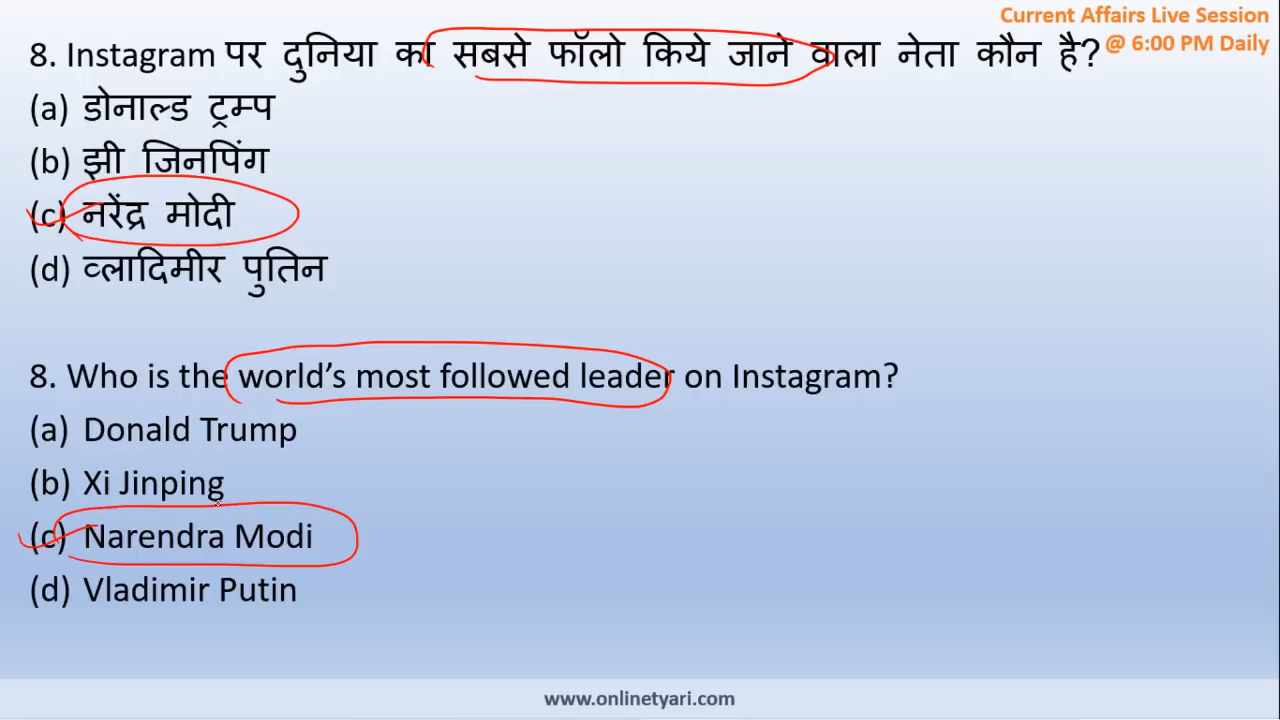 Current Affairs Live Session
@ 6:00 PM Daily
8. Instagram पर दुनिया का सबसे फॉलो किये जाने वाला नेता कौन है?
(a) डोनाल्ड ट्रम्प
(b) झी जिनपिंग
(c) नरेंद्र मोदी
(d) व्लादिमीर पुतिन
8. Who is the world’s most followed leader on Instagram?
(a) Donald Trump
(b) Xi Jinping
(c) Narendra Modi
(d) Vladimir Putin
www.onlinetyari.com